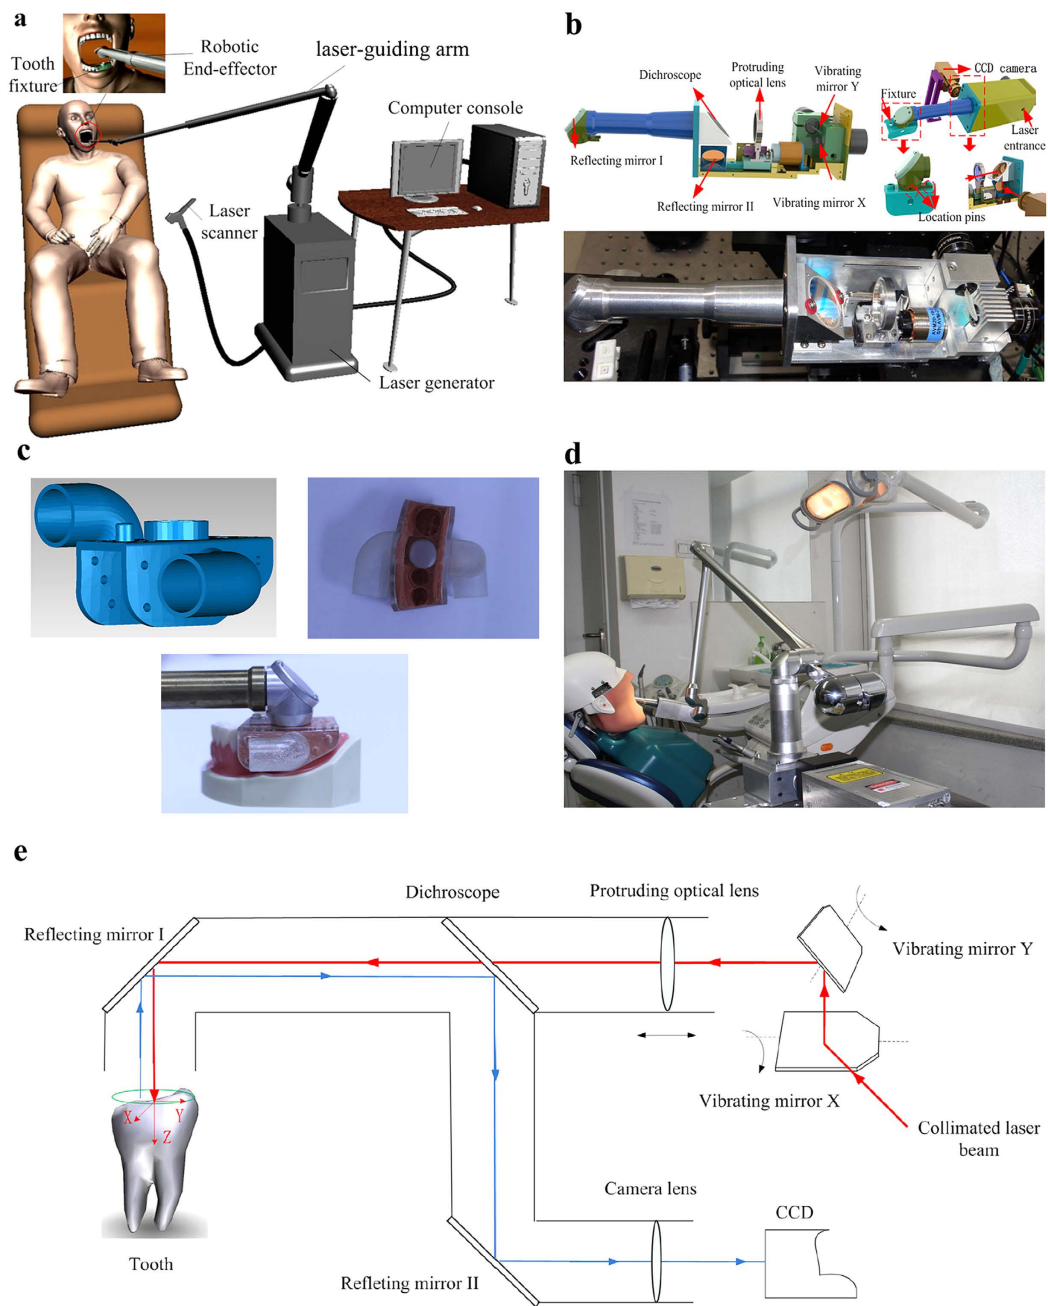 a
Tooth
fixture
Robotic
End-effector
laser-guiding arm
Computer console
Laser
scanner
Laser generator
b
Dichroscope
Protruding
optical lens
Vibrating
mirror Y
CCD camera
Fixture
Reflecting mirror I
Reflecting mirror II
Vibrating mirror X
Laser
entrance
Location pins
c
d
e
Reflecting mirror I
Dichroscope
Protruding optical lens
Vibrating mirror Y
Vibrating mirror X
Collimated laser
beam
X
Y
Z
Tooth
Camera lens
CCD
Refleting mirror II